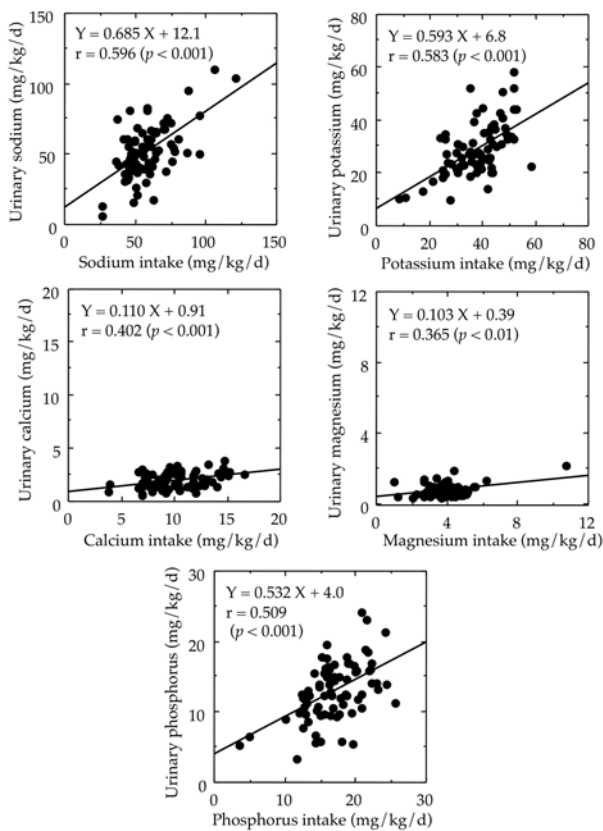 Y = 0.685 X + 12.1
r = 0.596 (p < 0.001)
Urinary sodium (mg/kg/d)
150
100
50
0
0
50
100
150
Sodium intake (mg/kg/d)
Y = 0.593 X + 6.8
r = 0.583 (p < 0.001)
Urinary potassium (mg/kg/d)
80
60
40
20
0
0
20
40
60
80
Potassium intake (mg/kg/d)
Y = 0.110 X + 0.91
r = 0.402 (p < 0.001)
Urinary calcium (mg/kg/d)
20
15
10
5
0
0
5
10
15
20
Calcium intake (mg/kg/d)
Y = 0.103 X + 0.39
r = 0.365 (p < 0.01)
Urinary magnesium (mg/kg/d)
12
8
4
0
0
4
8
12
Magnesium intake (mg/kg/d)
Y = 0.532 X + 4.0
r = 0.509
(p < 0.001)
Urinary phosphorus (mg/kg/d)
30
20
10
0
0
10
20
30
Phosphorus intake (mg/kg/d)